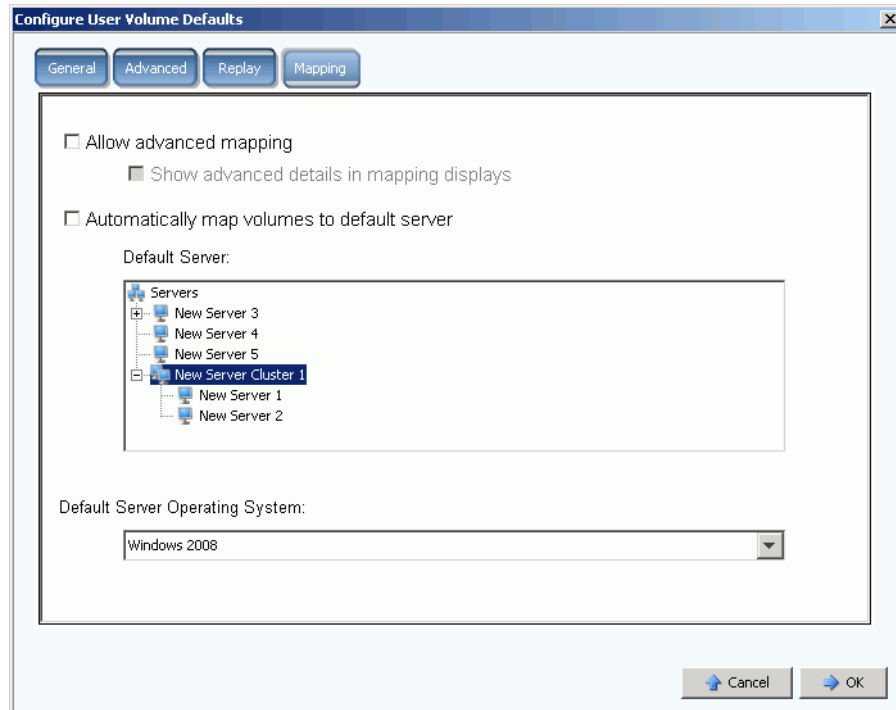 Configure User Volume Defaults
General
Advanced
Replay
Mapping
Allow advanced mapping
Show advanced details in mapping displays
Automatically map volumes to default server
Default Server:
Servers
New Server 3
New Server 4
New Server 5
New Server Cluster 1
New Server 1
New Server 2
Default Server Operating System:
Windows 2008
Cancel
OK